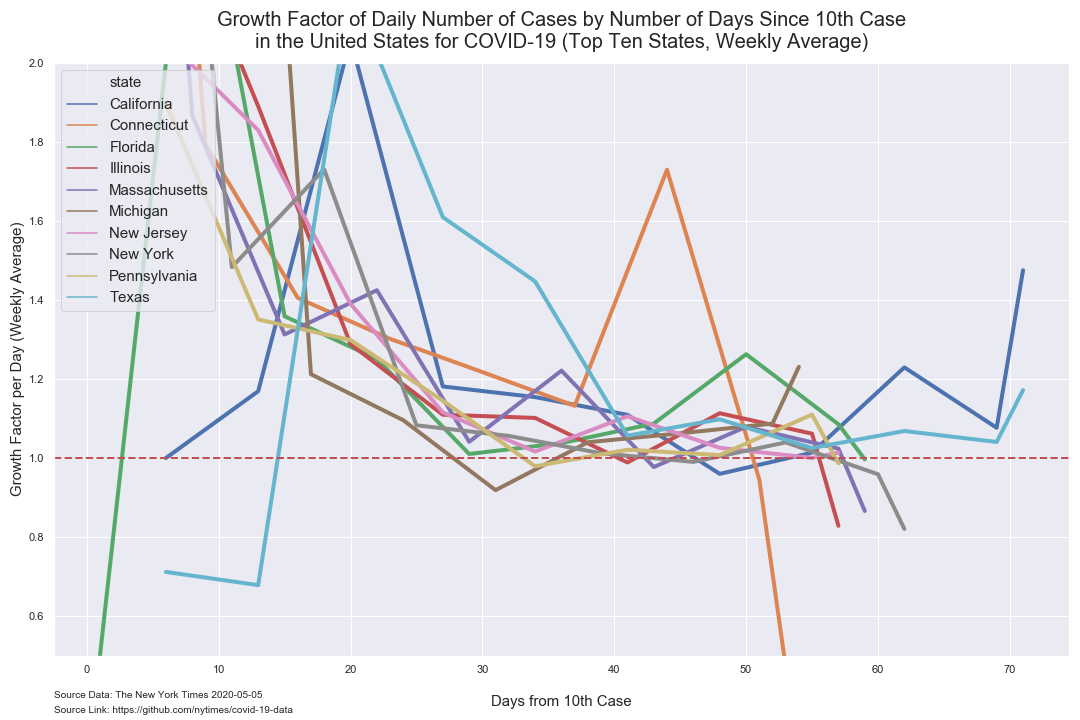 Growth Factor of Daily Number of Cases by Number of Days Since 10th Case
in the United States for COVID-19 (Top Ten States, Weekly Average)
Growth Factor per Day (Weekly Average)
2.0
1.8
1.6
1.4
1.2
1.0
0.8
0.6
state
California
Connecticut
Florida
Illinois
Massachusetts
Michigan
New Jersey
New York
Pennsylvania
Texas
0 10 20 30 40 50 60 70
Days from 10th Case
Source Data: The New York Times 2020-05-05
Source Link: https://github.com/nytimes/covid-19-data